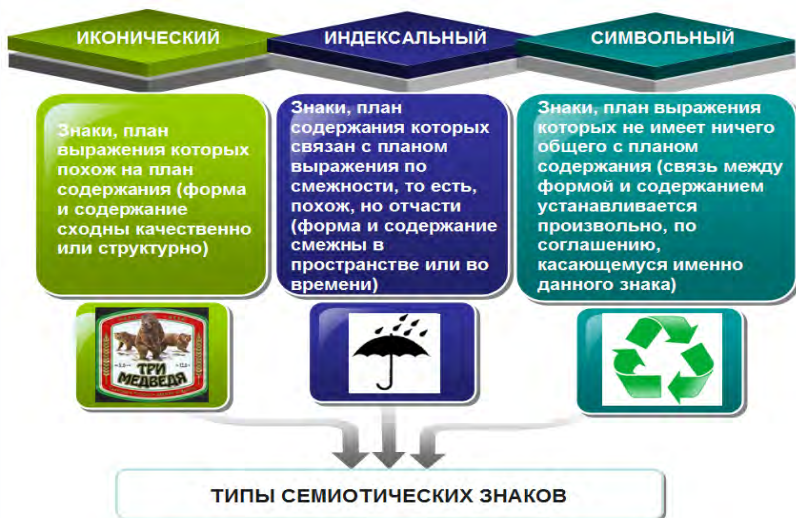 ИКОНИЧЕСКИЙ
ИНДЕКСАЛЬНЫЙ
СИМВОЛЬНЫЙ
Знаки, план
выражения которых
похож на план
содержания (форма
и содержание
сходны качественно
или структурно)
Знаки, план
содержания которых
связан с планом
выражения по
смежности, то есть,
похож, но отчасти
(форма и содержание
смежны в
пространстве или во
времени)
Знаки, план выражения
которых не имеет ничего
общего с планом
содержания (связь между
формой и содержанием
устанавливается
произвольно, по
соглашению,
касающемуся именно
данного знака)
ТРИ
МЕДВЕДЯ
ТИПЫ СЕМИОТИЧЕСКИХ ЗНАКОВ